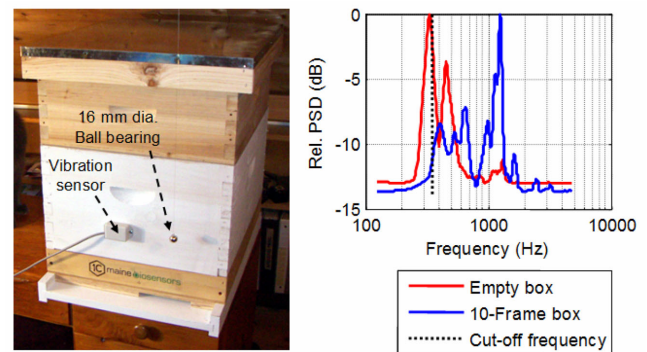 16 mm dia.
Ball bearing
Vibration
sensor
1C maine biosensors
Rel. PSD (dB)
0
-5
-10
-15
100
1000
10000
Frequency (Hz)
Empty box
10-Frame box
Cut-off frequency